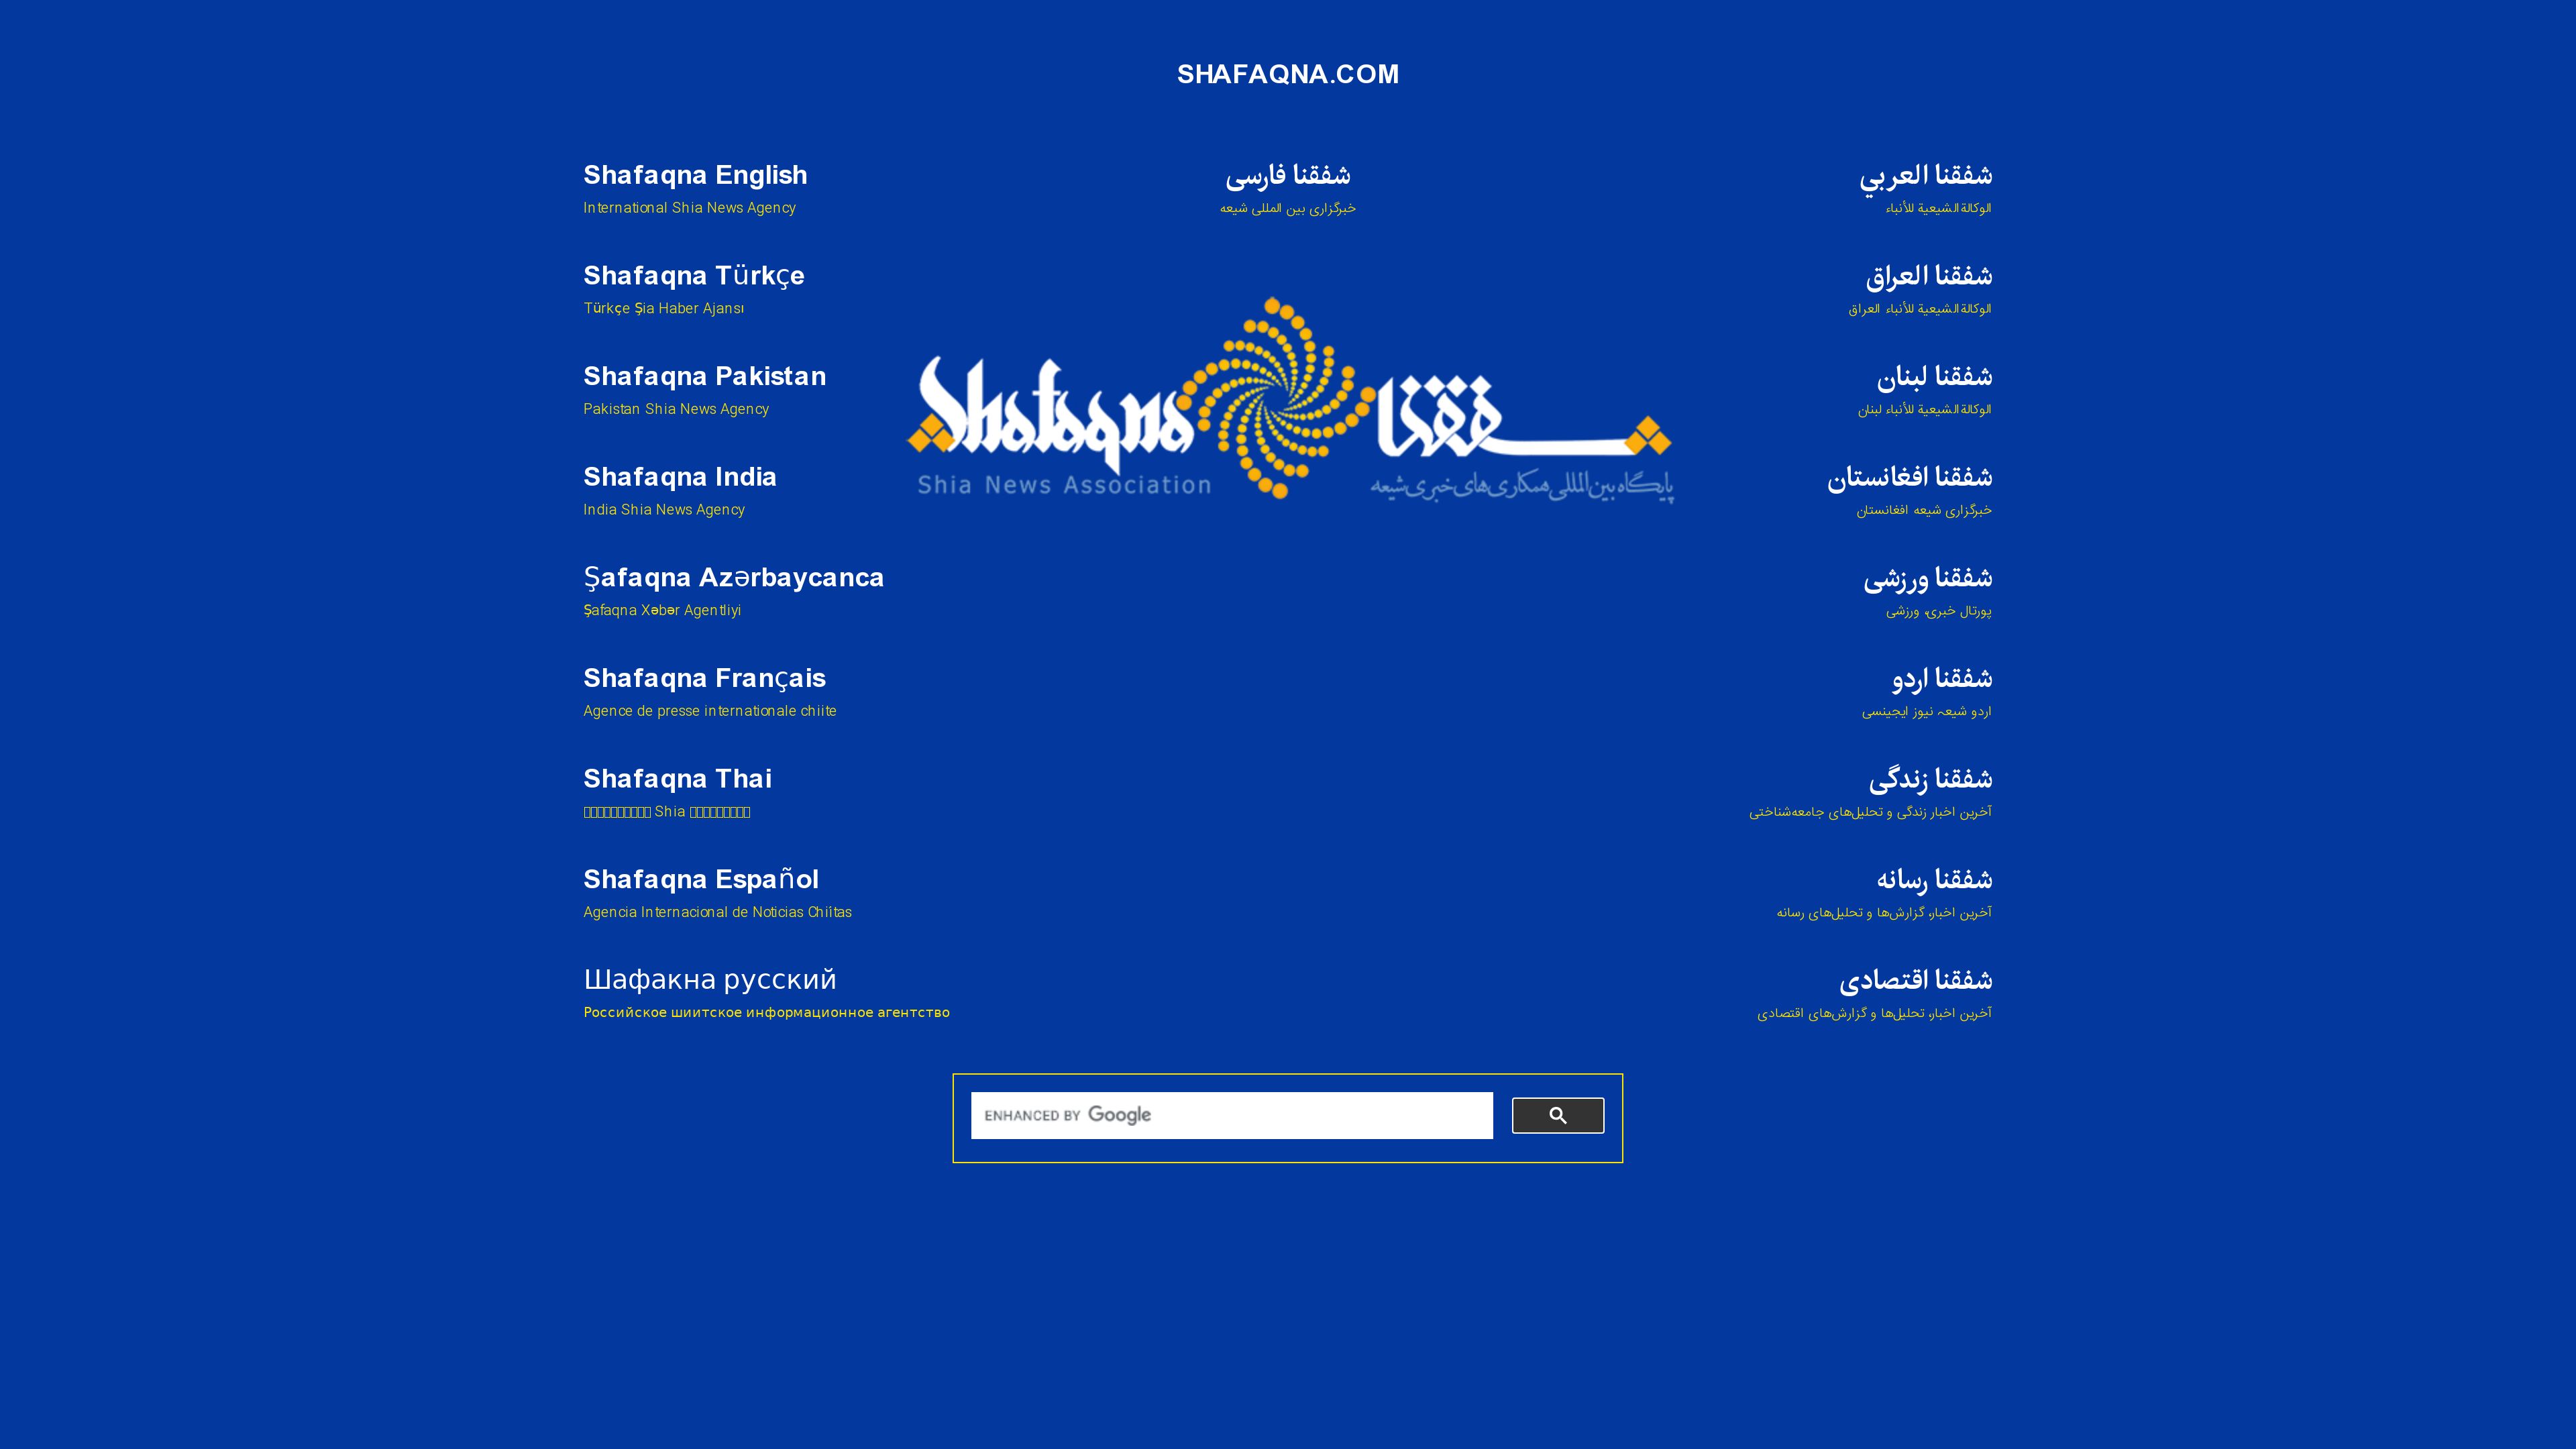 SHAFAQNA.COM
Shafaqna English
International Shia News Agency
شفقنا فارسی
خبرگزاری بین المللی شیعه
شفقنا العربي
الوكالة الشيعية للأنباء
Shafaqna Türkçe
Türkçe Şia Haber Ajansı
شفقنا العراق
الوكالة الشيعية للأنباء العراق
Shafaqna Pakistan
Pakistan Shia News Agency
شفقنا لبنان
الوكالة الشيعية للأنباء لبنان
Shafaqna شفقنا
Shia News Association پایگاه بین‌المللی همکاری‌های خبری شیعه
Shafaqna India
India Shia News Agency
شفقنا افغانستان
خبرگزاری شیعه افغانستان
Şafaqna Azərbaycanca
Şafaqna Xəbər Agentliyi
شفقنا ورزشی
پورتال خبری، ورزشی
Shafaqna Français
Agence de presse internationale chiite
شفقنا اردو
اردو شیعہ نیوز ایجینسی
Shafaqna Thai
Shia
شفقنا زندگی
آخرین اخبار زندگی و تحلیل‌های جامعه‌شناختی
Shafaqna Español
Agencia Internacional de Noticias Chiítas
شفقنا رسانه
آخرین اخبار، گزارش‌ها و تحلیل‌های رسانه
Шафакна русский
Российское шиитское информационное агентство
شفقنا اقتصادی
آخرین اخبار، تحلیل‌ها و گزارش‌های اقتصادی
ENHANCED BY Google